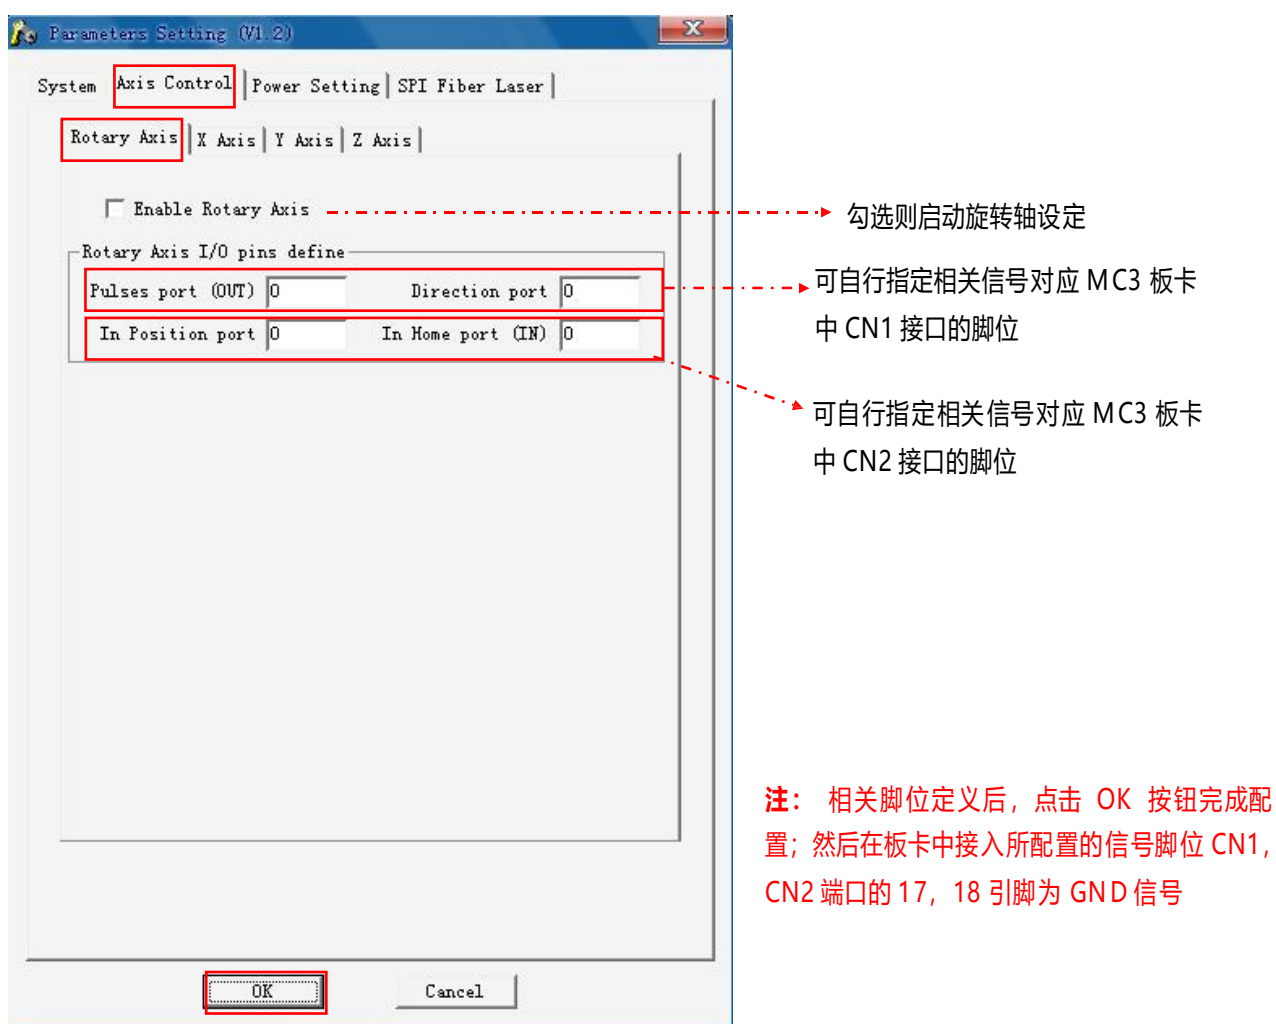 Parameters Setting (V1.2)
System Axis Control Power Setting SPI Fiber Laser
Rotary Axis X Axis Y Axis Z Axis
Enable Rotary Axis
勾选则启动旋转轴设定
Rotary Axis I/O pins define
Pulses port (OUT) 0 Direction port 0
可自行指定相关信号对应 MC3 板卡
中 CN1 接口的脚位
In Position port 0 In Home port (IN) 0
可自行指定相关信号对应 MC3 板卡
中 CN2 接口的脚位
注： 相关脚位定义后，点击 OK 按钮完成配
置；然后在板卡中接入所配置的信号脚位 CN1，
CN2 端口的 17，18 引脚为 GND 信号
OK Cancel